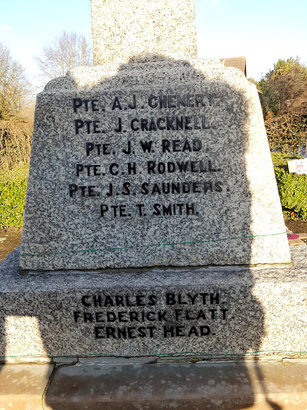 PTE. A. J. CHENERY.
PTE. J. CRACKNELL.
PTE. J. W. READ.
PTE. C. H. RODWELL.
PTE. J. S. SAUNDERS.
PTE. T. SMITH.
CHARLES BLYTH.
FREDERICK FLATT.
ERNEST HEAD.